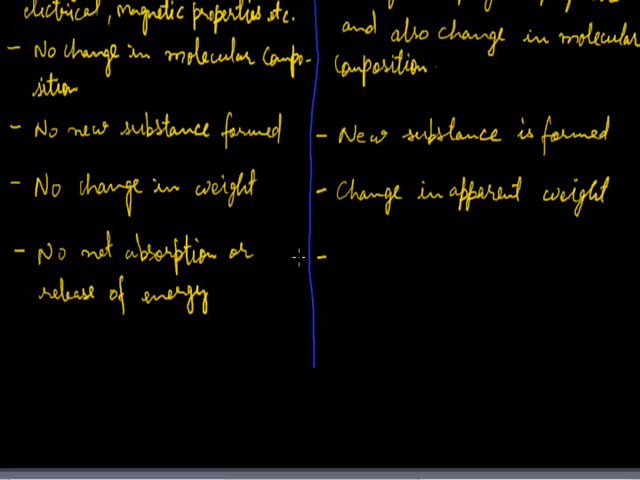 electrical, magnetic properties etc.
- No change in molecular compo-
sition
- No new substance formed
- No change in weight
- No net absorption or
release of energy
and also change in molecular
composition.
- New substance is formed
- Change in apparent weight
-